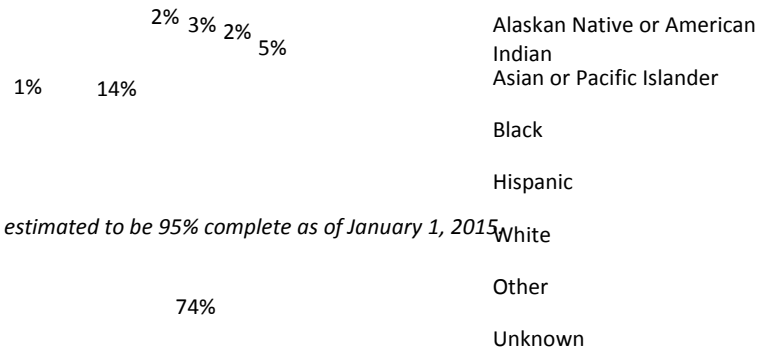 2% 3% 2%
5%
1% 14%
estimated to be 95% complete as of January 1, 2015.
74%
Alaskan Native or American
Indian
Asian or Pacific Islander
Black
Hispanic
White
Other
Unknown